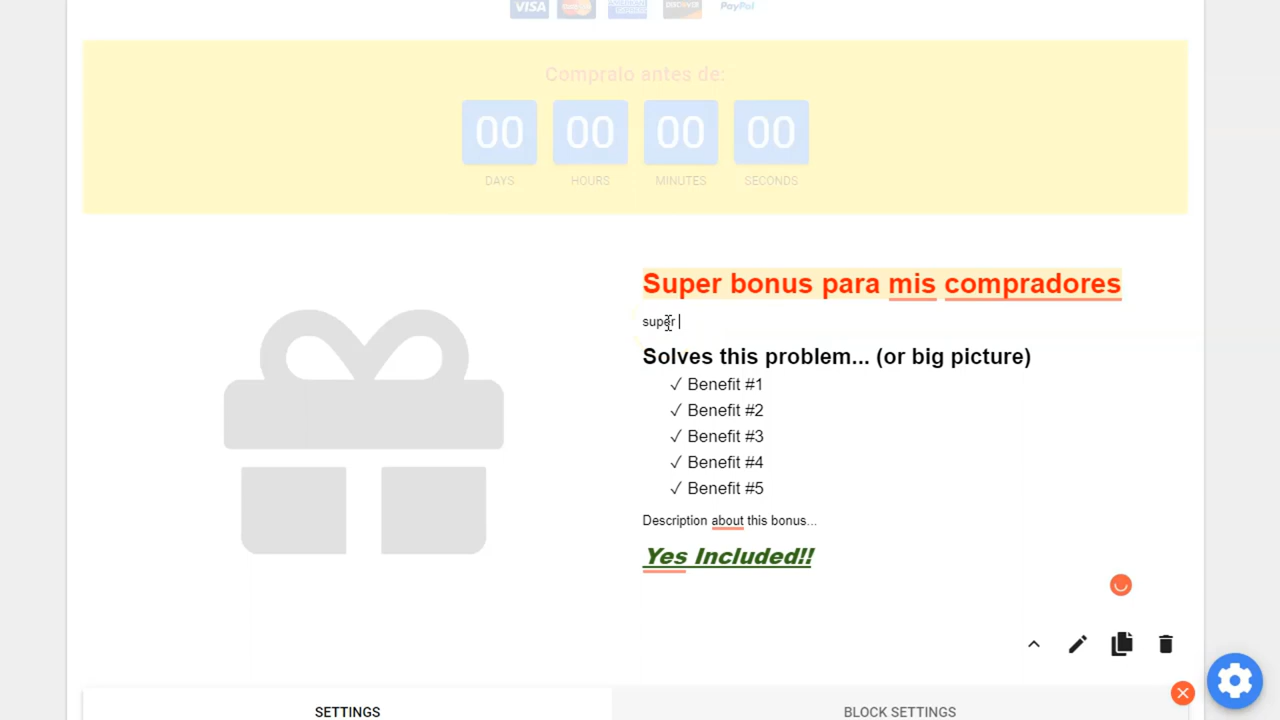 VISA DISCOVER PayPal
Compralo antes de:
00 00 00 00
DAYS HOURS MINUTES SECONDS
Super bonus para mis compradores
super
Solves this problem... (or big picture)
✓ Benefit #1
✓ Benefit #2
✓ Benefit #3
✓ Benefit #4
✓ Benefit #5
Description about this bonus...
Yes Included!!
SETTINGS BLOCK SETTINGS